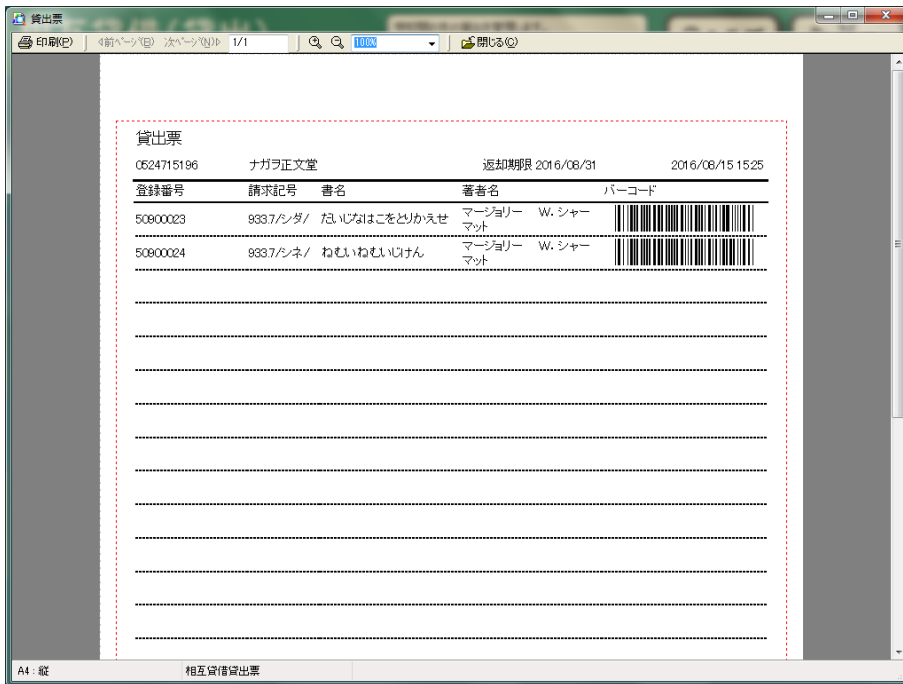 貸出票
印刷(P) ◁前ページ(B) 次ページ(N)▷ 1/1 100% 閉じる(C)
貸出票
0524715196 ナガヲ正文堂 返却期限 2016/08/31 2016/08/15 15:25
登録番号 請求記号 書名 著者名 バーコード
50900023 933.7/シダ/ だいじなはこをとりかえせ マージョリー W. シャー
マット
50900024 933.7/シネ/ ねむいねむいじけん マージョリー W. シャー
マット
A4 : 縦 相互貸借貸出票